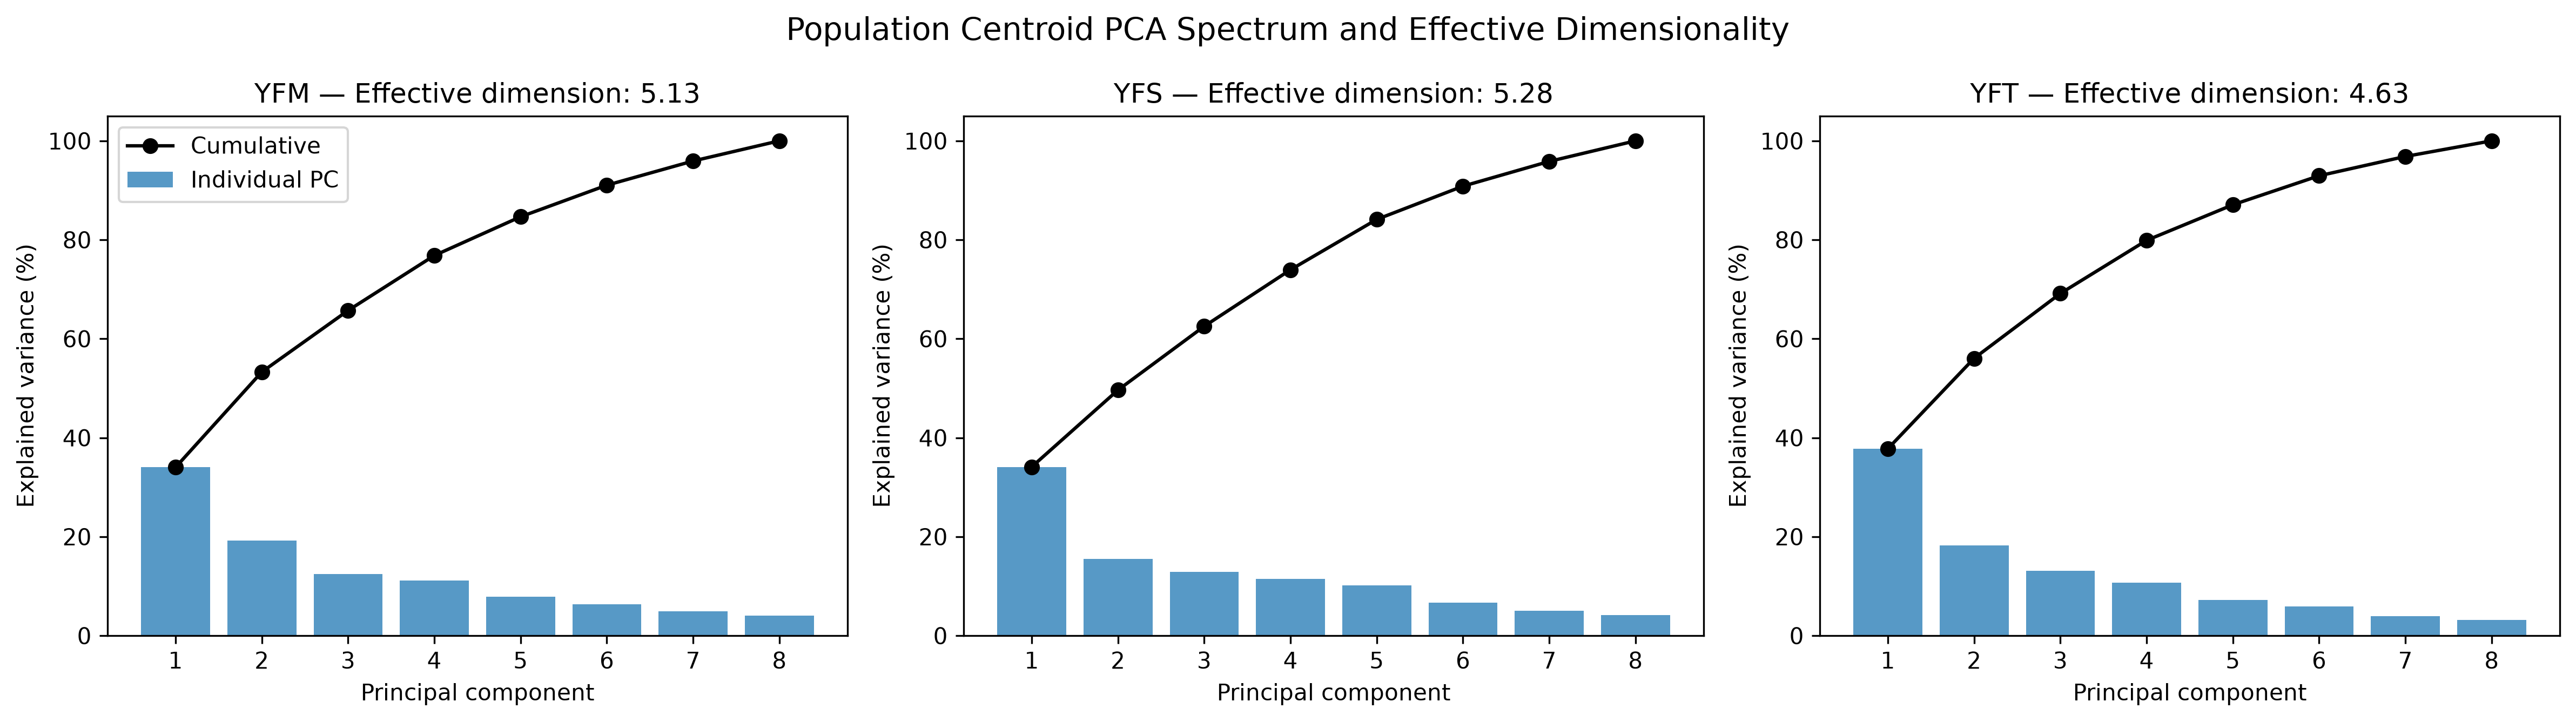 Population Centroid PCA Spectrum and Effective Dimensionality
YFM — Effective dimension: 5.13
Cumulative
Individual PC
Explained variance (%)
100
80
60
40
20
0
1 2 3 4 5 6 7 8
Principal component
YFS — Effective dimension: 5.28
Explained variance (%)
100
80
60
40
20
0
1 2 3 4 5 6 7 8
Principal component
YFT — Effective dimension: 4.63
Explained variance (%)
100
80
60
40
20
0
1 2 3 4 5 6 7 8
Principal component